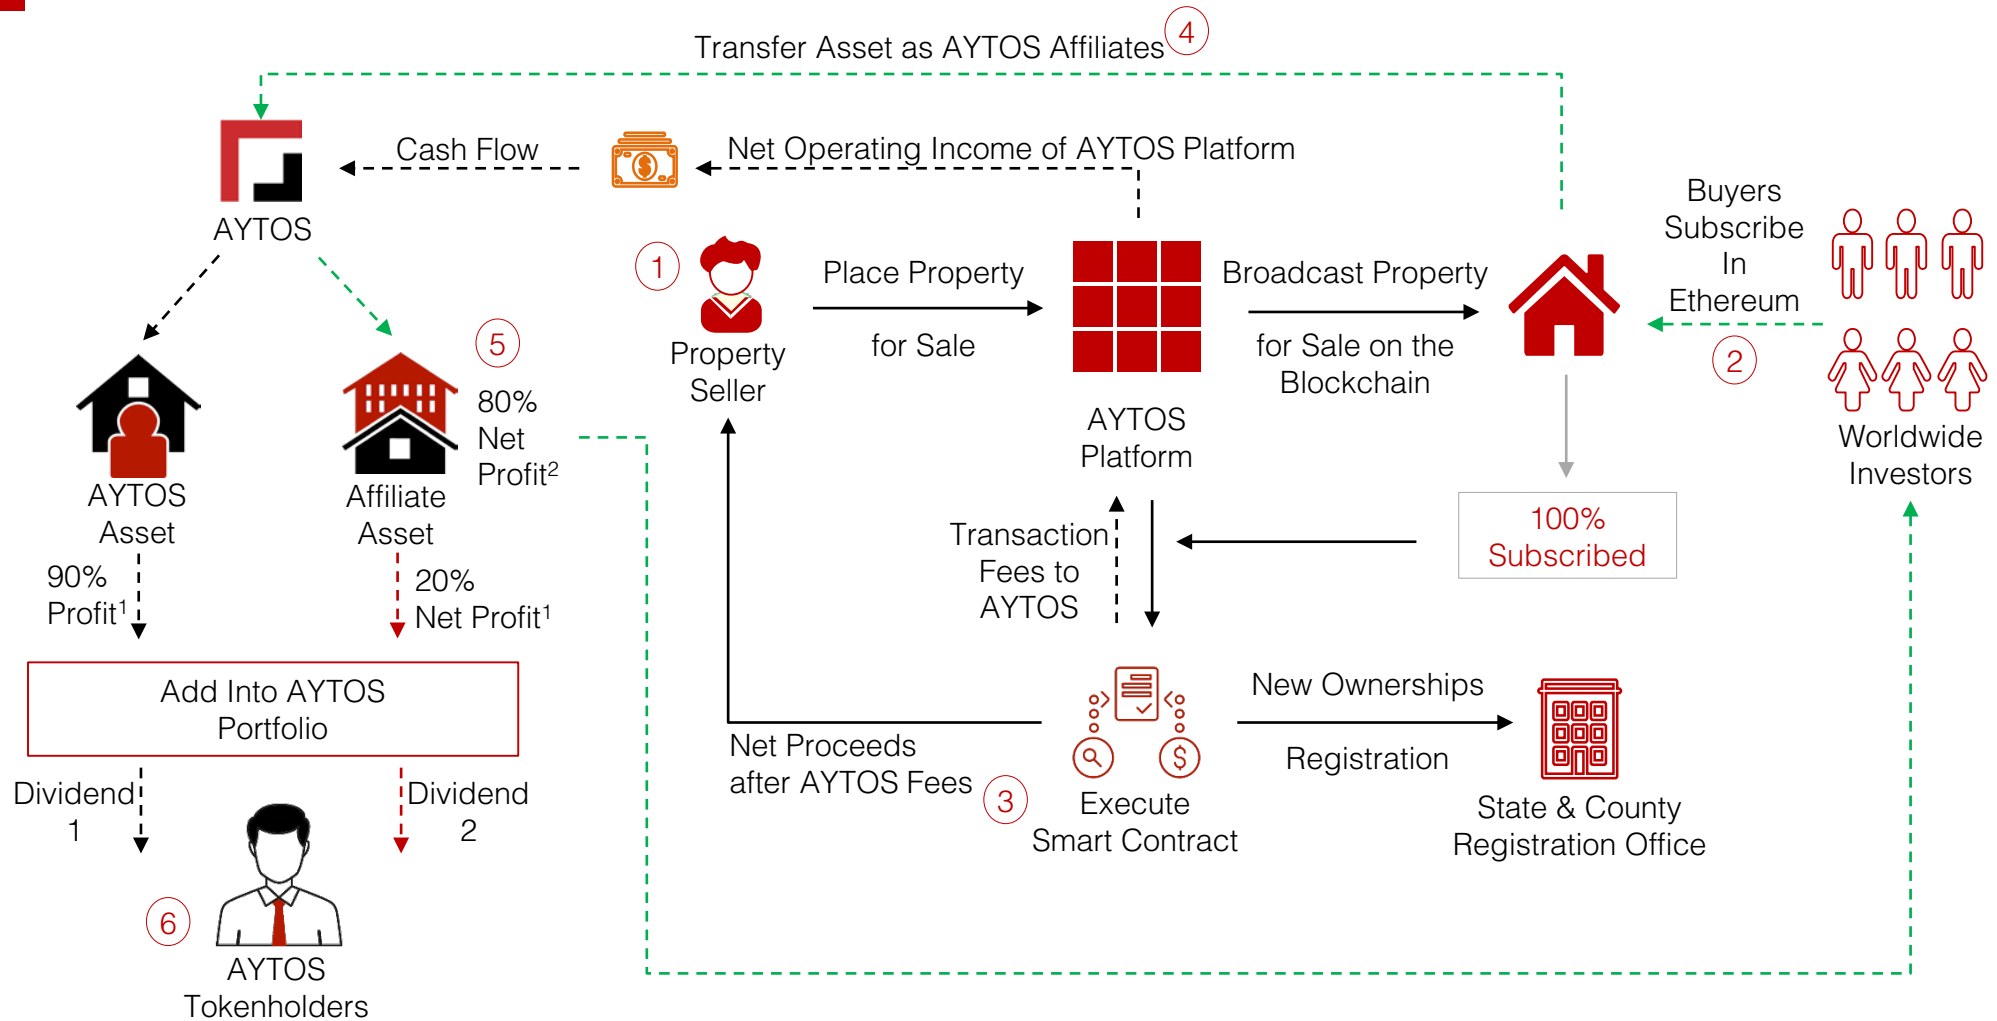 Transfer Asset as AYTOS Affiliates
4
Cash Flow
Net Operating Income of AYTOS Platform
AYTOS
Buyers
Subscribe
In
Ethereum
2
Worldwide
Investors
1
Property
Seller
Place Property
for Sale
AYTOS
Platform
Broadcast Property
for Sale on the
Blockchain
100%
Subscribed
5
80%
Net
Profit²
AYTOS
Asset
Affiliate
Asset
90%
Profit¹
20%
Net Profit¹
Transaction
Fees to
AYTOS
Add Into AYTOS
Portfolio
Net Proceeds
after AYTOS Fees
3
Execute
Smart Contract
New Ownerships
Registration
State & County
Registration Office
Dividend
1
Dividend
2
6
AYTOS
Tokenholders